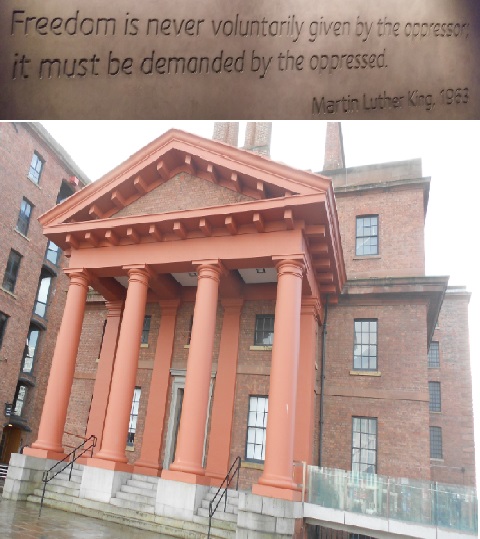 Freedom is never voluntarily given by the oppressor;
it must be demanded by the oppressed.
Martin Luther King, 1963